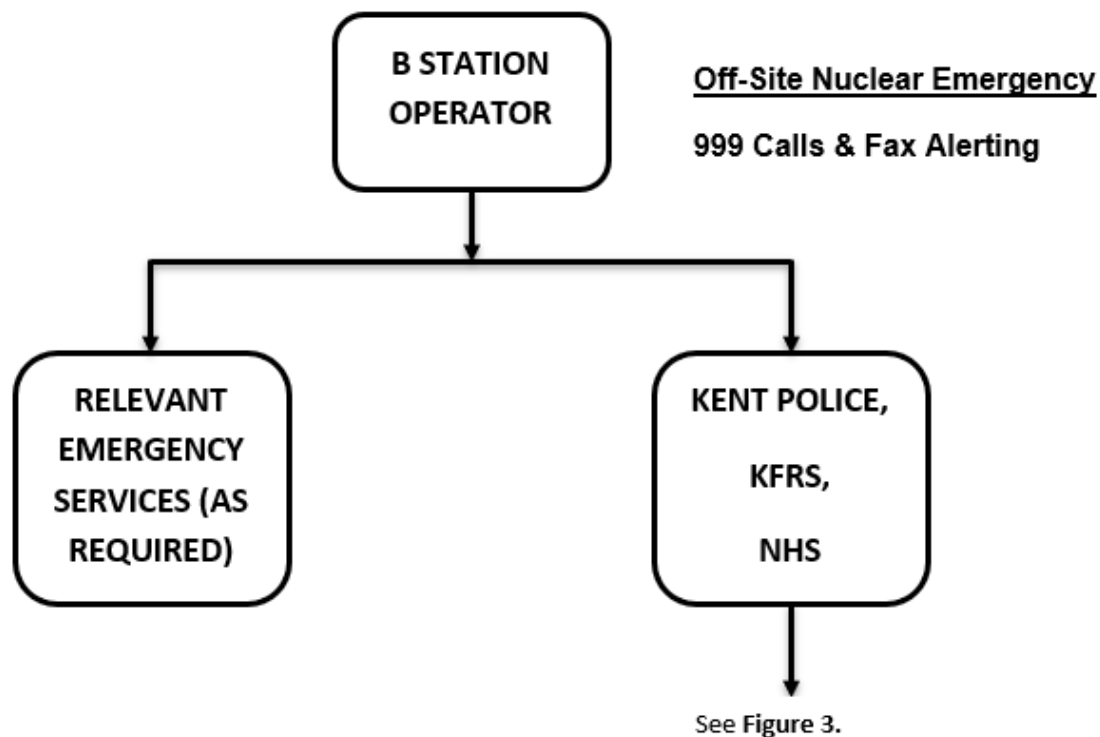 B STATION
OPERATOR
Off-Site Nuclear Emergency
999 Calls & Fax Alerting
RELEVANT
EMERGENCY
SERVICES (AS
REQUIRED)
KENT POLICE,
KFRS,
NHS
See Figure 3.